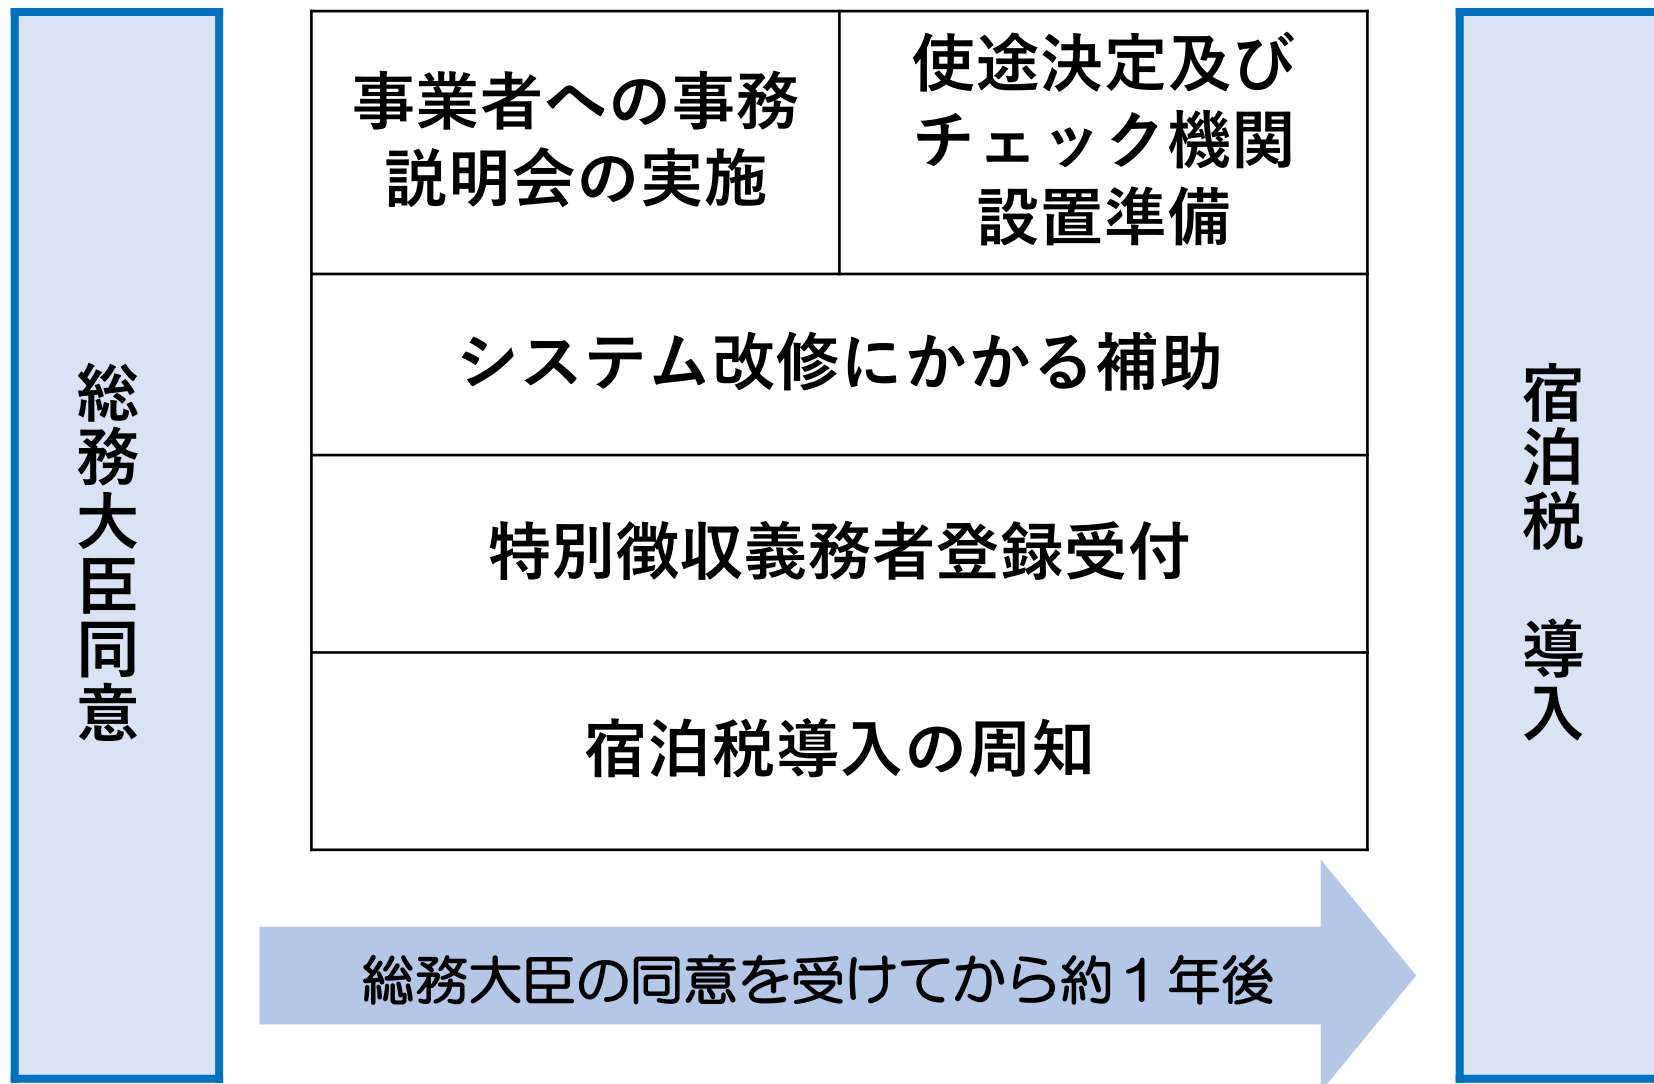 総務大臣同意
事業者への事務
説明会の実施
使途決定及び
チェック機関
設置準備
システム改修にかかる補助
特別徴収義務者登録受付
宿泊税導入の周知
総務大臣の同意を受けてから約１年後
宿泊税　導入